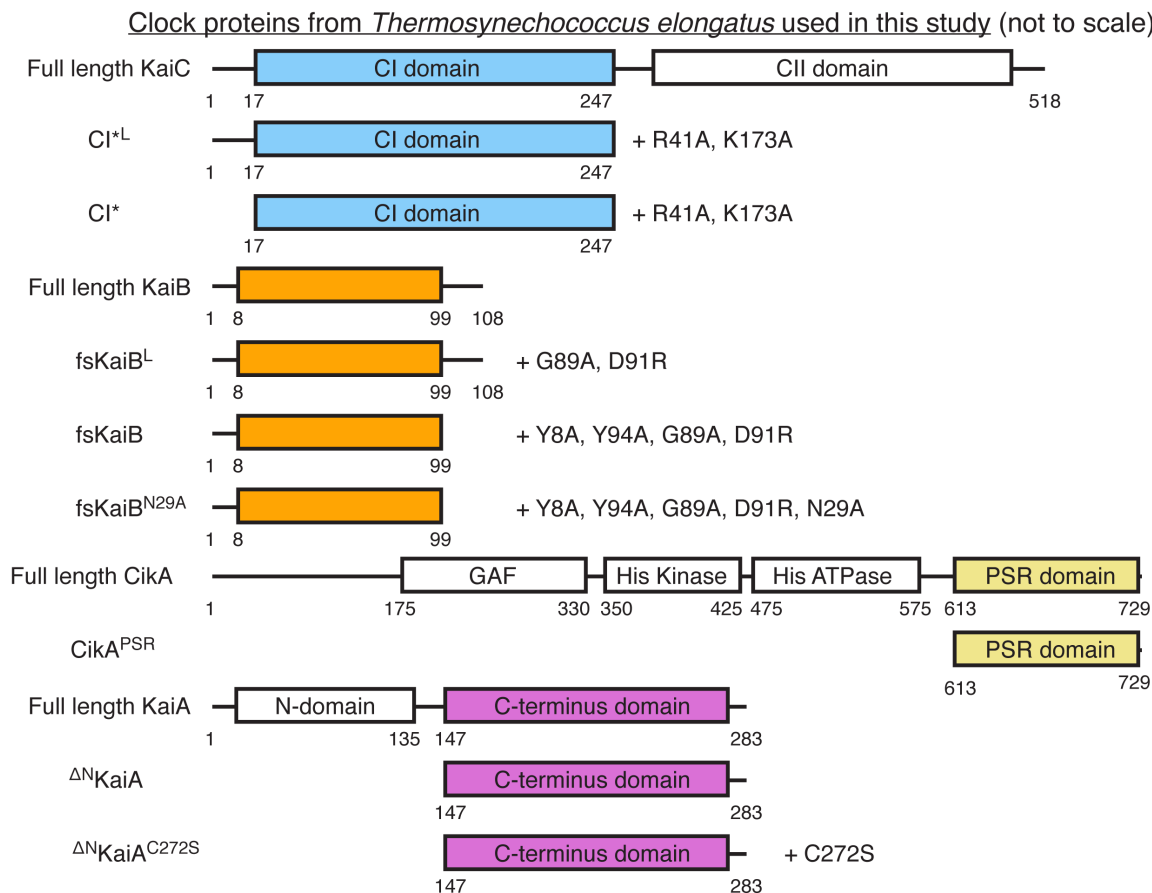 Clock proteins from Thermosynechococcus elongatus used in this study (not to scale)
Full length KaiC
CI domain
CII domain
1 17 247 518
CI*L
CI domain
+ R41A, K173A
1 17 247
CI*
CI domain
+ R41A, K173A
17 247
Full length KaiB
1 8 99 108
fsKaiBL
+ G89A, D91R
1 8 99 108
fsKaiB
+ Y8A, Y94A, G89A, D91R
1 8 99
fsKaiBN29A
+ Y8A, Y94A, G89A, D91R, N29A
1 8 99
Full length CikA
GAF
His Kinase
His ATPase
PSR domain
1 175 330 350 425 475 575 613 729
CikAPSR
PSR domain
613 729
Full length KaiA
N-domain
C-terminus domain
1 135 147 283
ΔNKaiA
C-terminus domain
147 283
ΔNKaiAC272S
C-terminus domain
+ C272S
147 283